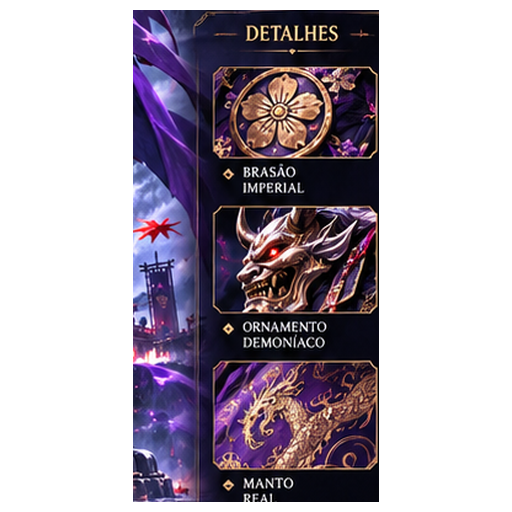 DETALHES
BRASÃO
IMPERIAL
ORNAMENTO
DEMONÍACO
MANTO
REAL